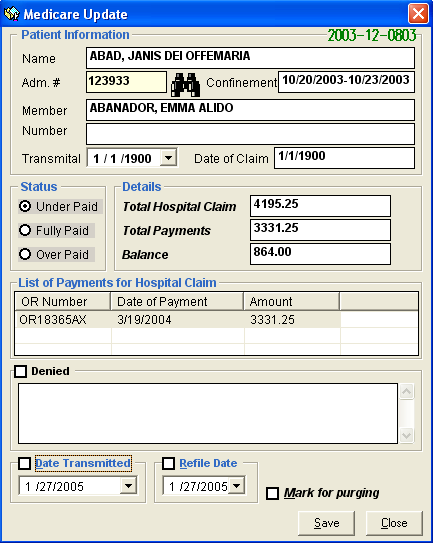 Medicare Update
Patient Information 2003-12-0803
Name ABAD, JANIS DEI OFFEMARIA
Adm. # 123933 Confinement 10/20/2003-10/23/2003
Member ABANADOR, EMMA ALIDO
Number
Transmital 1 / 1 /1900 Date of Claim 1/1/1900
Status Details
Under Paid Total Hospital Claim 4195.25
Fully Paid Total Payments 3331.25
Over Paid Balance 864.00
List of Payments for Hospital Claim
OR Number Date of Payment Amount
OR18365AX 3/19/2004 3331.25
Denied
Date Transmitted Refile Date
1 /27/2005 1 /27/2005 Mark for purging
Save Close